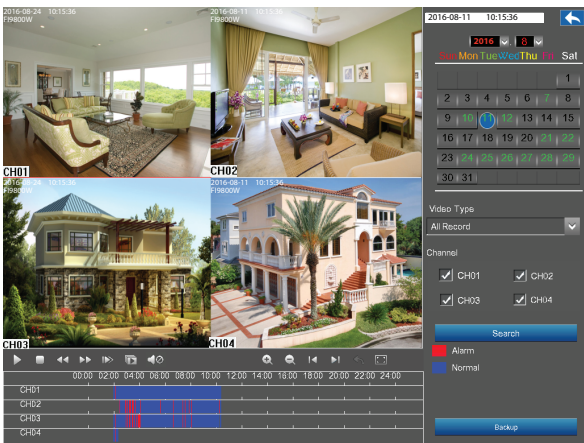 2016-08-24 10:15:36
FI9800W
CH01
2016-08-11 10:15:36
FI9800W
CH02
2016-08-11 10:15:36
FI9800W
CH03
2016-08-11 10:15:36
FI9800W
CH04
00:00 02:00 04:00 06:00 08:00 10:00 12:00 14:00 16:00 18:00 20:00 22:00 24:00
CH01
CH02
CH03
CH04
2016-08-11 10:15:36
2016 8
Sun Mon Tue Wed Thu Fri Sat
1
2 3 4 5 6 7 8
9 10 11 12 13 14 15
16 17 18 19 20 21 22
23 24 25 26 27 28 29
30 31
Video Type
All Record
Channel
CH01 CH02
CH03 CH04
Search
Alarm
Normal
Backup